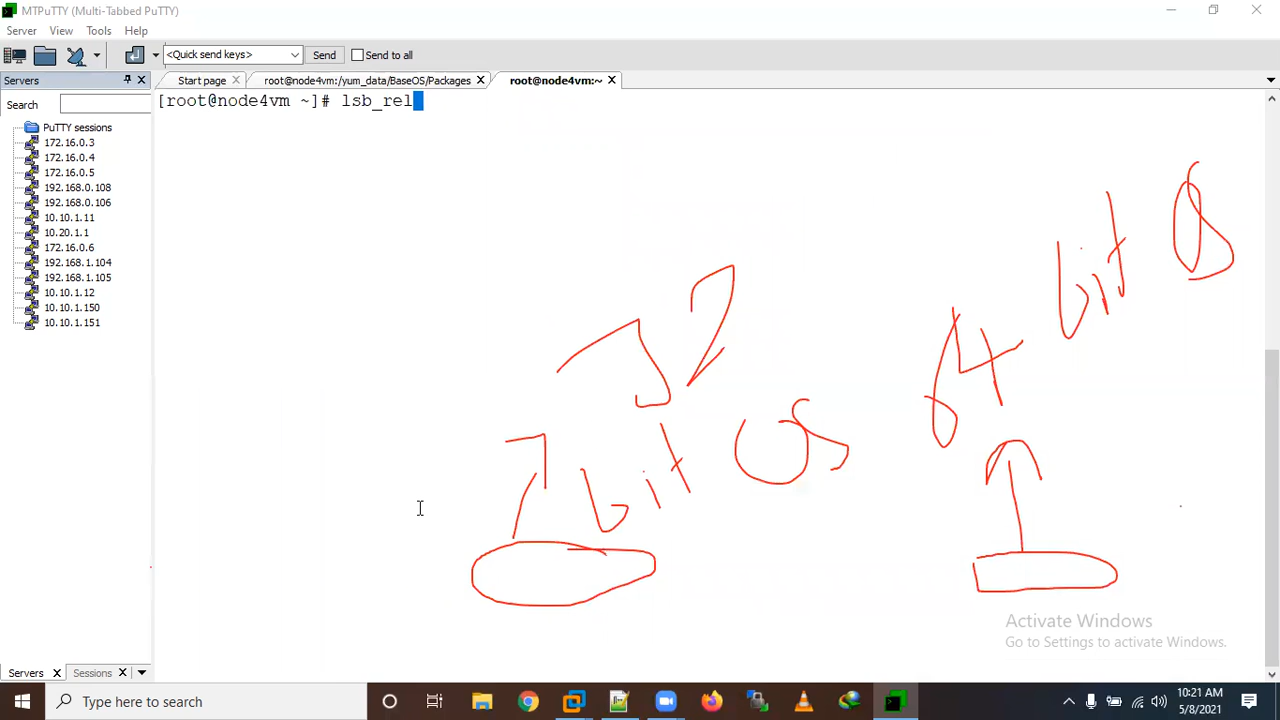 MTPuTTY (Multi-Tabbed PuTTY)
Server View Tools Help
<Quick send keys> Send Send to all
Servers
Start page root@node4vm:/yum_data/BaseOS/Packages root@node4vm:~
Search
[root@node4vm ~]# lsb_rel
PuTTY sessions
172.16.0.3
172.16.0.4
172.16.0.5
192.168.0.108
192.168.0.106
10.10.1.11
10.20.1.1
172.16.0.6
192.168.1.104
192.168.1.105
10.10.1.12
10.10.1.150
10.10.1.151
32
bit OS
64 bit OS
Activate Windows
Go to Settings to activate Windows.
Servers Sessions
Type here to search
10:21 AM
5/8/2021